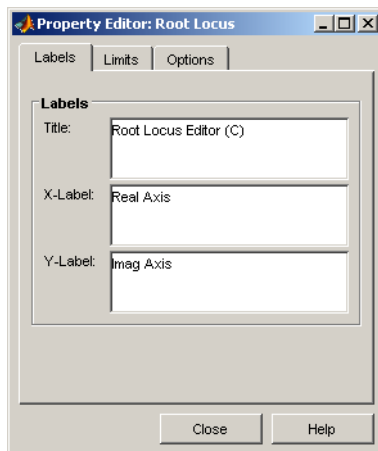 Property Editor: Root Locus
Labels Limits Options
Labels
Title: Root Locus Editor (C)
X-Label: Real Axis
Y-Label: Imag Axis
Close Help